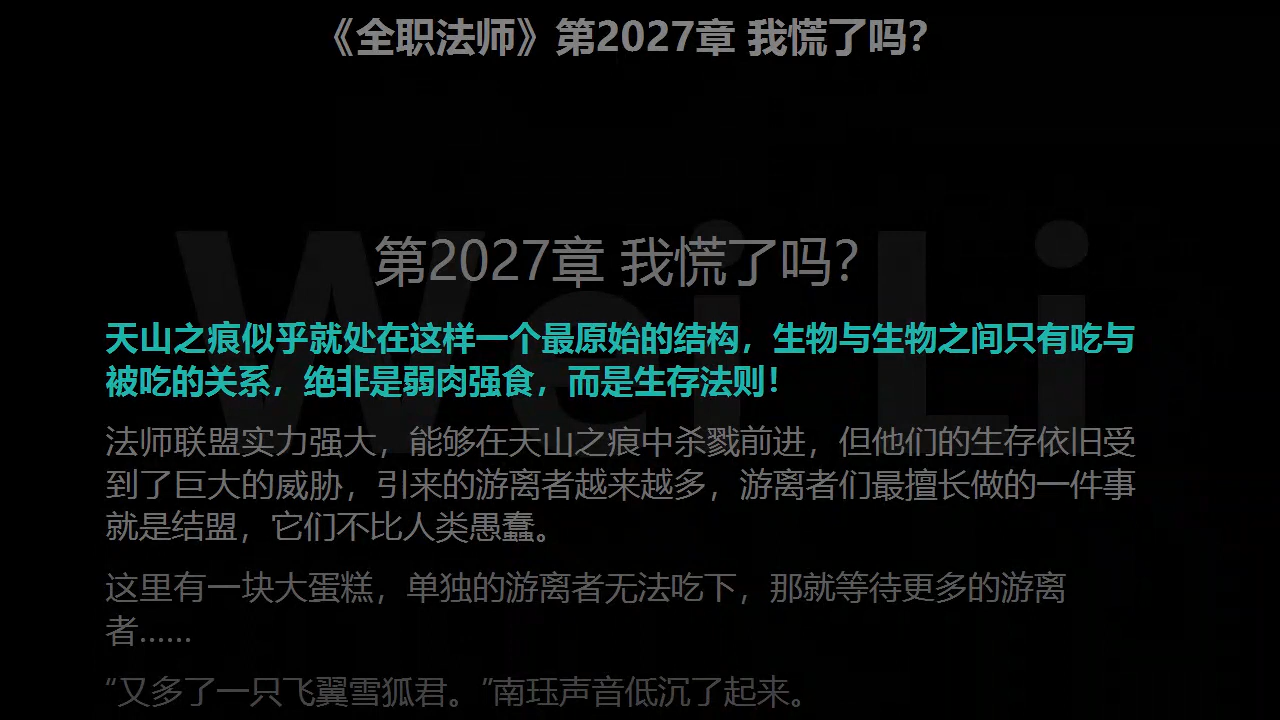 《全职法师》第2027章 我慌了吗？
Wei Li
第2027章 我慌了吗？
天山之痕似乎就处在这样一个最原始的结构，生物与生物之间只有吃与
被吃的关系，绝非是弱肉强食，而是生存法则！
法师联盟实力强大，能够在天山之痕中杀戮前进，但他们的生存依旧受
到了巨大的威胁，引来的游离者越来越多，游离者们最擅长做的一件事
就是结盟，它们不比人类愚蠢。
这里有一块大蛋糕，单独的游离者无法吃下，那就等待更多的游离
者……
“又多了一只飞翼雪狐君。”南珏声音低沉了起来。